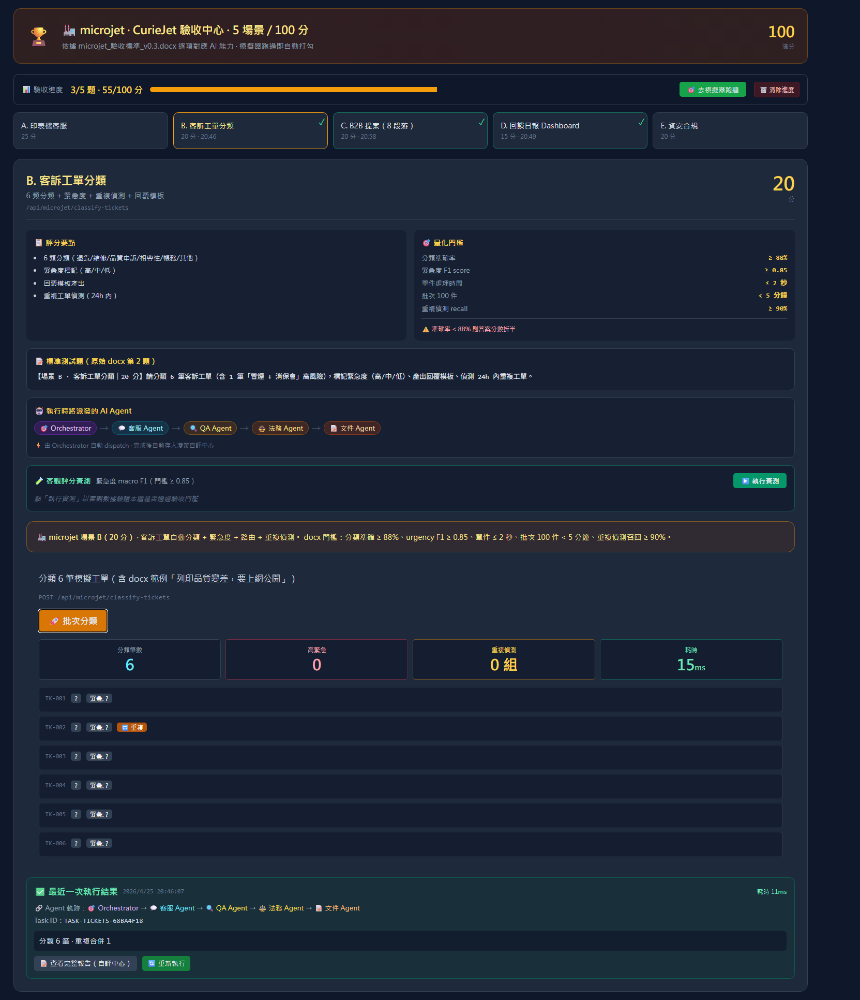 microjet · CurieJet 驗收中心 · 5 場景 / 100 分
依據 microjet_驗收標準_v0.3.docx 逐項對應 AI 能力 · 模擬器跑過即自動打勾
100
滿分
驗收進度 3/5 題 · 55/100 分
去模擬器跑題
清除進度
A. 印表機客服
25 分
B. 客訴工單分類 ✓
20 分 · 20:46
C. B2B 提案（8 段落） ✓
20 分 · 20:58
D. 回饋日報 Dashboard ✓
15 分 · 20:49
E. 資安合規
20 分
B. 客訴工單分類
6 類分類 + 緊急度 + 重複偵測 + 回覆模板
/api/microjet/classify-tickets
20
分
評分要點
• 6 類分類（退貨/維修/品質申訴/相容性/帳務/其他）
• 緊急度標記（高/中/低）
• 回覆模板產出
• 重複工單偵測（24h 內）
量化門檻
分類準確率 ≥ 88%
緊急度 F1 score ≥ 0.85
單件處理時間 ≤ 2 秒
批次 100 件 < 5 分鐘
重複偵測 recall ≥ 90%
準確率 < 88% 則答案分數折半
標準測試題（原始 docx 第 2 題）
【場景 B · 客訴工單分類｜20 分】請分類 6 筆客訴工單（含 1 筆「冒煙 + 消保會」高風險），標記緊急度（高/中/低）、產出回覆模板、偵測 24h 內重複工單。
執行時將派發的 AI Agent
Orchestrator → 客服 Agent → QA Agent → 法務 Agent → 文件 Agent
由 Orchestrator 自動 dispatch · 完成後自動存入凌策自評中心
客觀評分實測 緊急度 macro F1（門檻 ≥ 0.85）
執行實測
點「執行實測」以客觀數據驗證本題是否通過驗收門檻
microjet 場景 B（20 分）· 客訴工單自動分類 + 緊急度 + 路由 + 重複偵測。docx 門檻：分類準確 ≥ 88%、urgency F1 ≥ 0.85、單件 ≤ 2 秒、批次 100 件 < 5 分鐘、重複偵測召回 ≥ 90%。
分類 6 筆模擬工單（含 docx 範例「列印品質變差，要上網公開」）
POST /api/microjet/classify-tickets
批次分類
分類筆數
6
高緊急
0
重複偵測
0 組
耗時
15ms
TK-001 ? 緊急: ?
TK-002 ? 緊急: ? 重複
TK-003 ? 緊急: ?
TK-004 ? 緊急: ?
TK-005 ? 緊急: ?
TK-006 ? 緊急: ?
最近一次執行結果 2026/4/25 20:46:07
耗時 11ms
Agent 軌跡： Orchestrator → 客服 Agent → QA Agent → 法務 Agent → 文件 Agent
Task ID：TASK-TICKETS-68BA4F18
分類 6 筆 · 重複合併 1
查看完整報告（自評中心）
重新執行